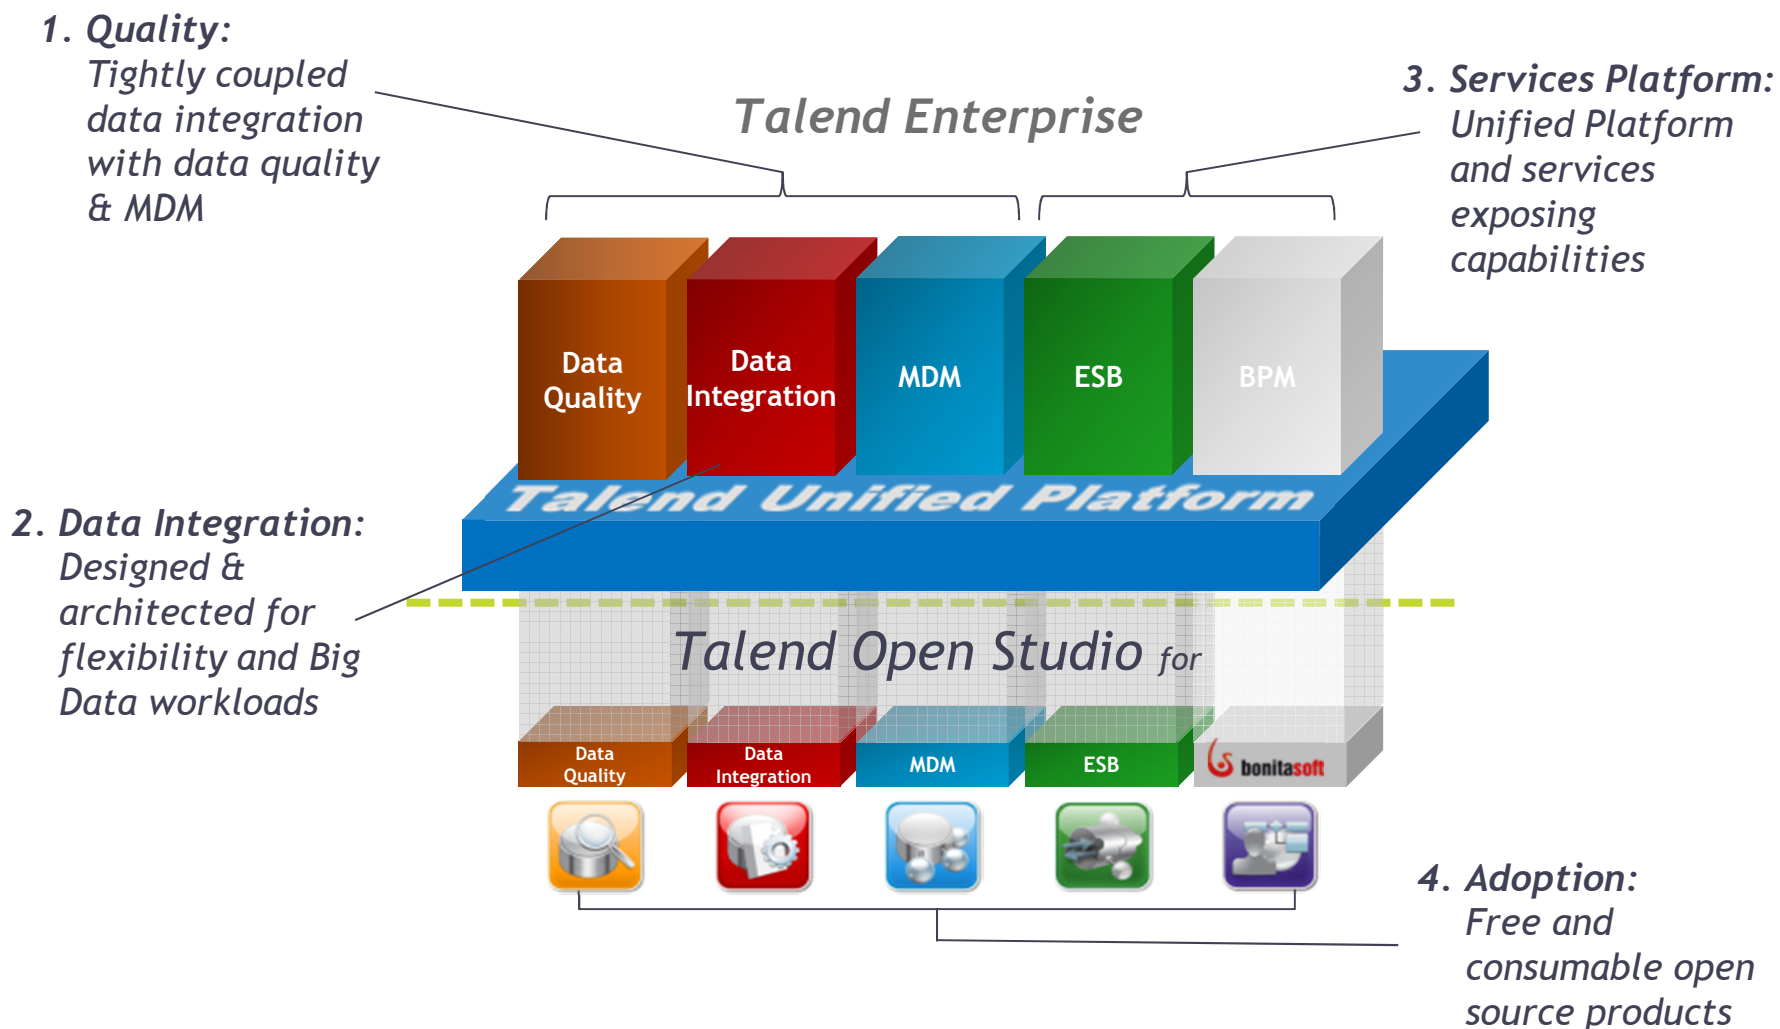 1. Quality:
Tightly coupled
data integration
with data quality
& MDM
Talend Enterprise
3. Services Platform:
Unified Platform
and services
exposing
capabilities
Data
Quality
Data
Integration
MDM
ESB
BPM
Talend Unified Platform
2. Data Integration:
Designed &
architected for
flexibility and Big
Data workloads
Talend Open Studio for
Data
Quality
Data
Integration
MDM
ESB
bonitasoft
4. Adoption:
Free and
consumable open
source products